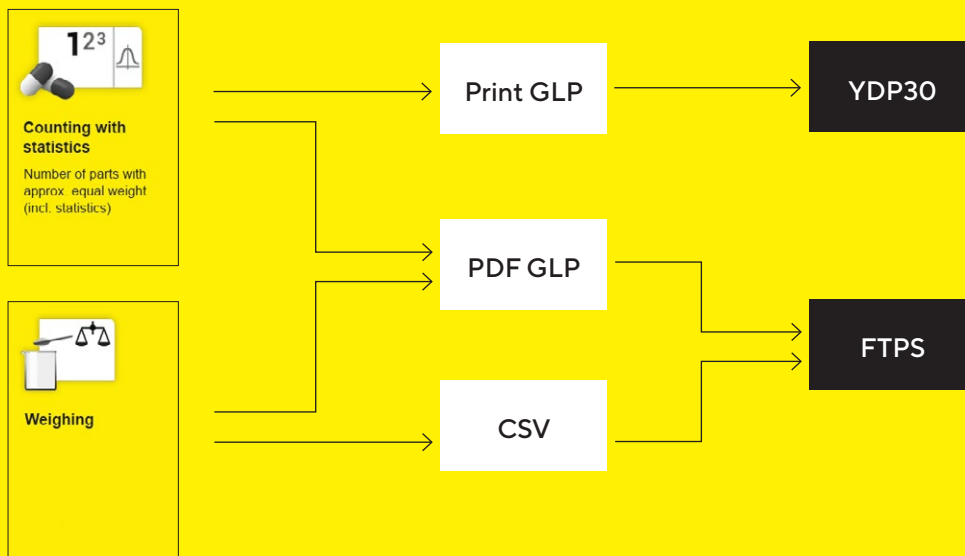 123
Counting with
statistics
Number of parts with
approx. equal weight
(incl. statistics)
Weighing
Print GLP
PDF GLP
CSV
YDP30
FTPS